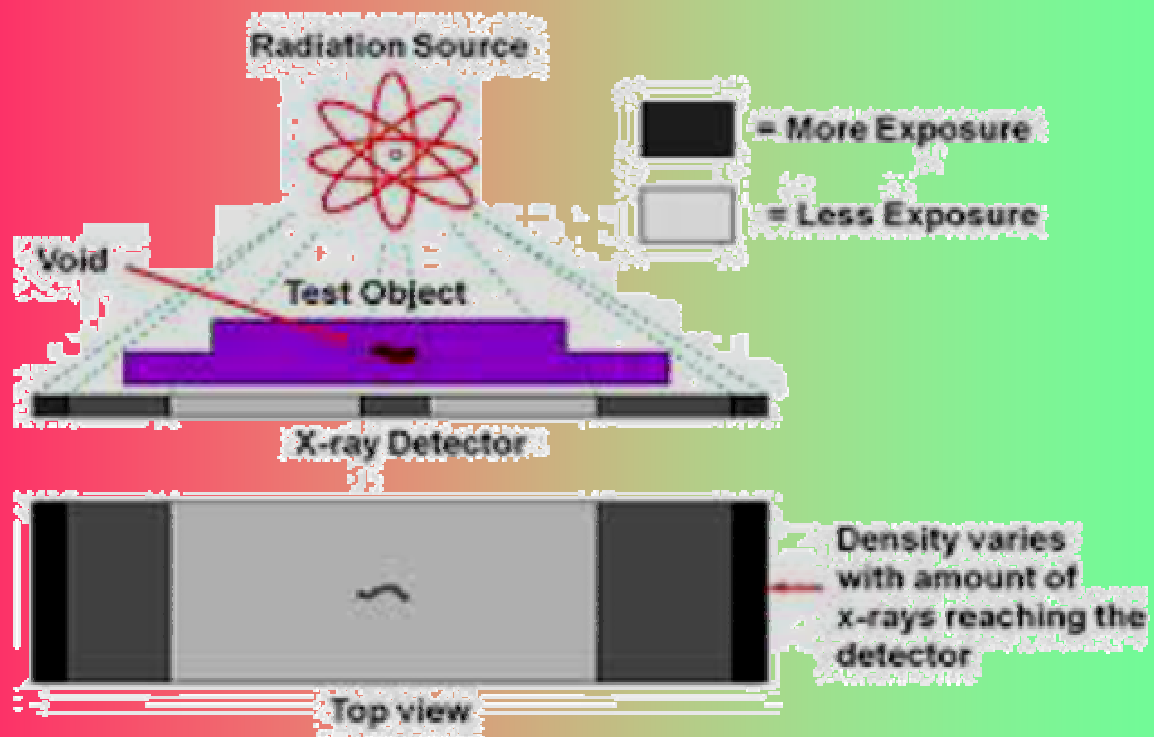 Radiation Source
= More Exposure
= Less Exposure
Void
Test Object
X-ray Detector
Density varies
with amount of
x-rays reaching the
detector
Top view